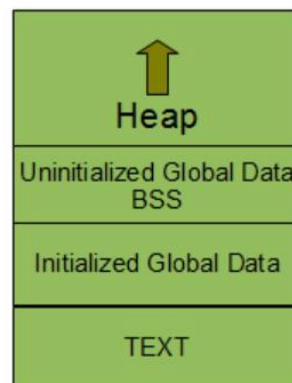 Heap
Uninitialized Global Data
BSS
Initialized Global Data
TEXT